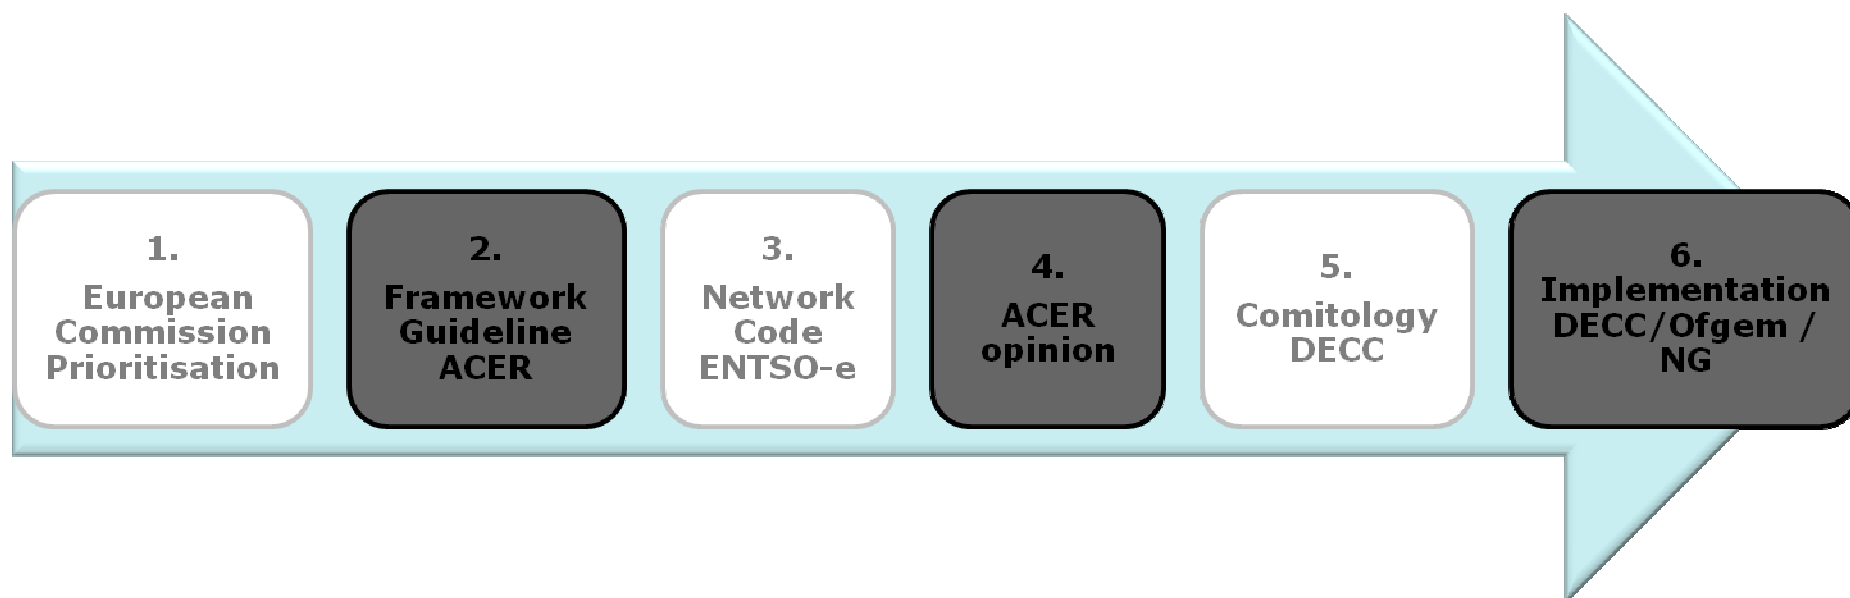 1.
European
Commission
Prioritisation
2.
Framework
Guideline
ACER
3.
Network
Code
ENTSO-e
4.
ACER
opinion
5.
Comitology
DECC
6.
Implementation
DECC/Ofgem /
NG